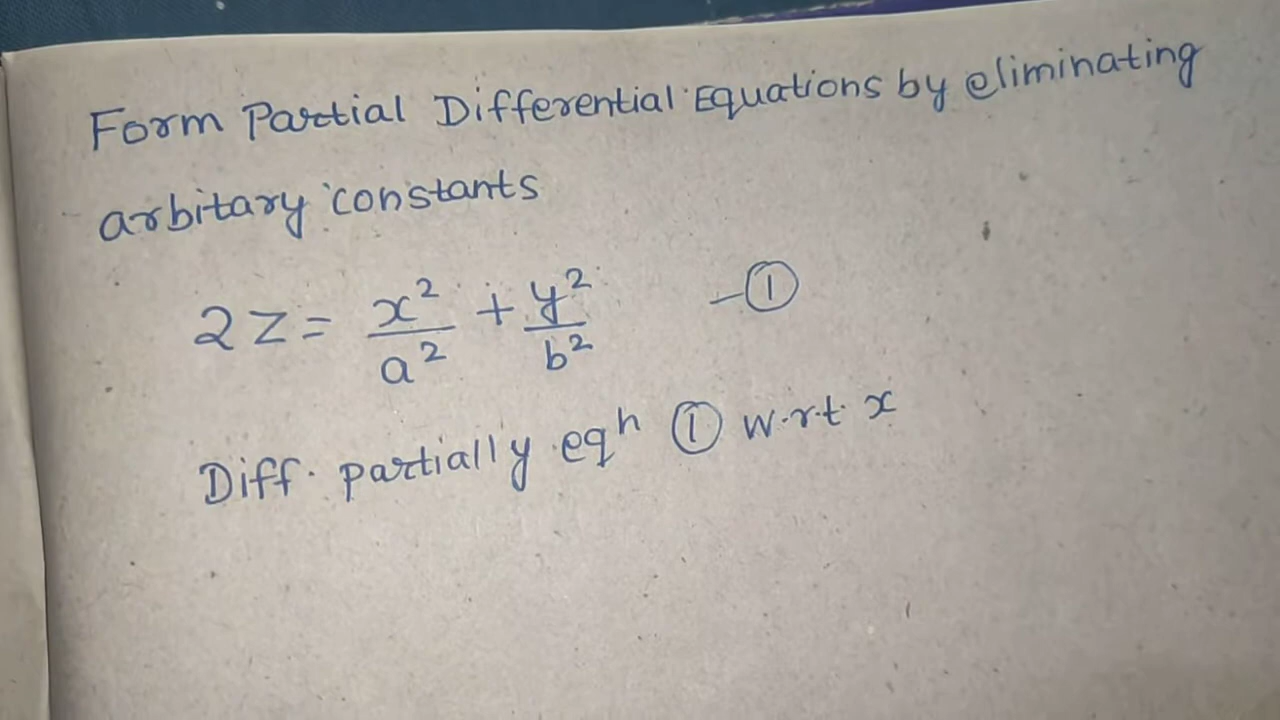 Form Partial Differential Equations by eliminating
arbitary constants
2z = x²/a² + y²/b² -①
Diff. partially eqⁿ ① w.r.t. x